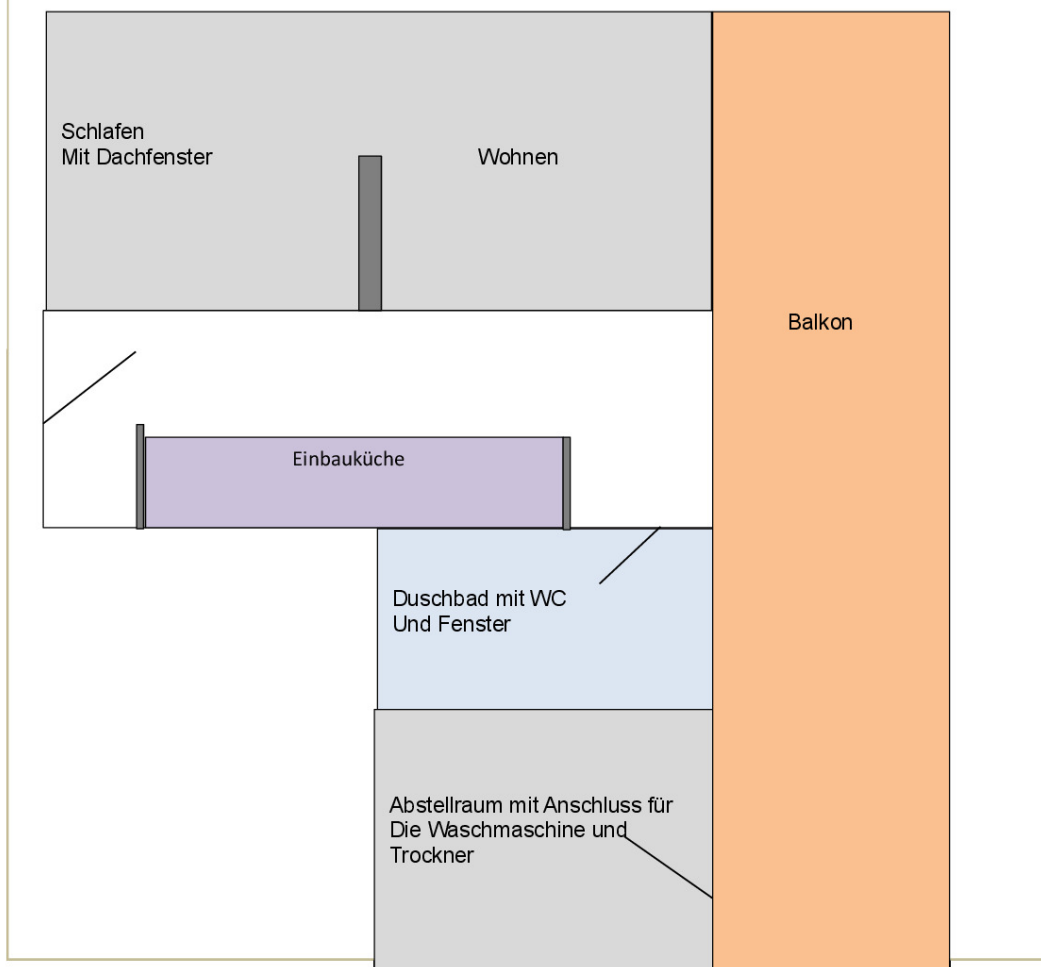 Schlafen
Mit Dachfenster
Wohnen
Balkon
Einbauküche
Duschbad mit WC
Und Fenster
Abstellraum mit Anschluss für
Die Waschmaschine und
Trockner